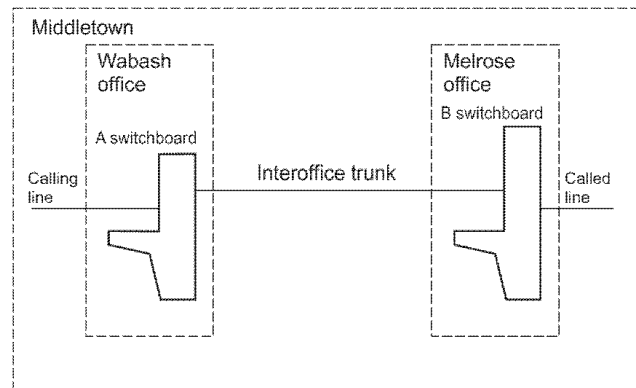 Middletown
Wabash
office
Melrose
office
A switchboard
B switchboard
Calling
line
Interoffice trunk
Called
line